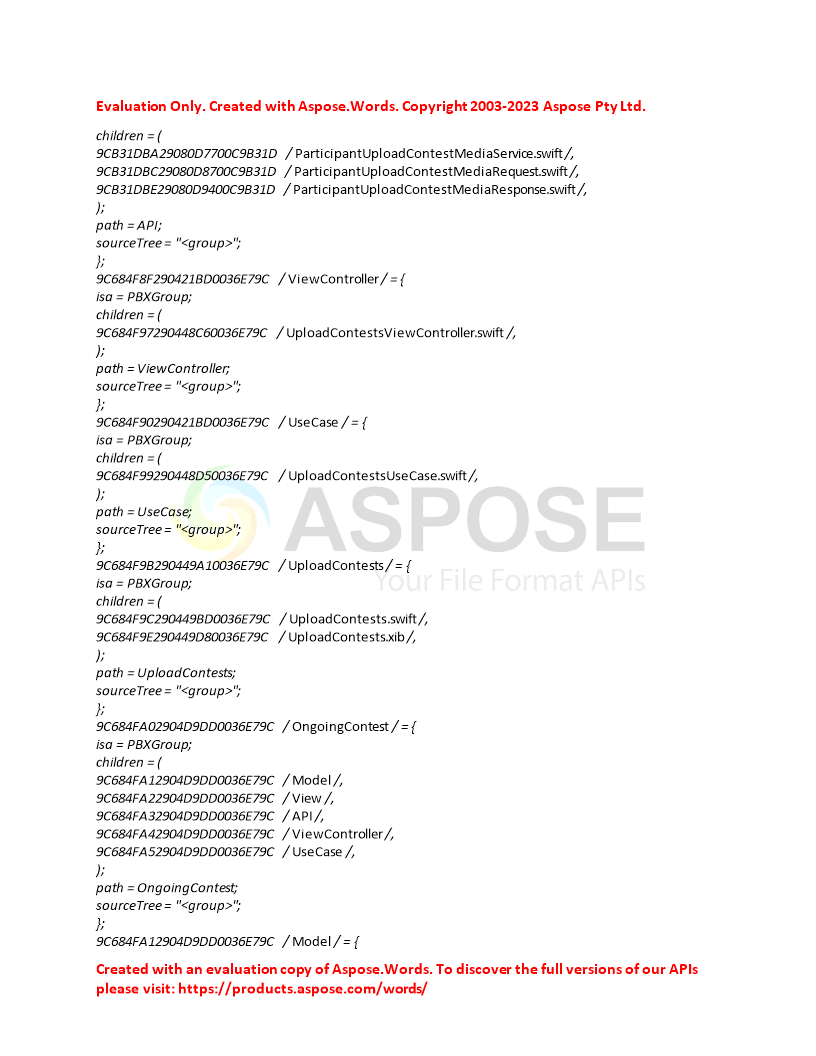 Evaluation Only. Created with Aspose.Words. Copyright 2003-2023 Aspose Pty Ltd.
children = (
9CB31DBA29080D7700C9B31D / ParticipantUploadContestMediaService.swift /,
9CB31DBC29080D8700C9B31D / ParticipantUploadContestMediaRequest.swift /,
9CB31DBE29080D9400C9B31D / ParticipantUploadContestMediaResponse.swift /,
);
path = API;
sourceTree = "<group>";
};
9C684F8F290421BD0036E79C / ViewController / = {
isa = PBXGroup;
children = (
9C684F97290448C60036E79C / UploadContestsViewController.swift /,
);
path = ViewController;
sourceTree = "<group>";
};
9C684F90290421BD0036E79C / UseCase / = {
isa = PBXGroup;
children = (
9C684F99290448D50036E79C / UploadContestsUseCase.swift /,
);
path = UseCase;
sourceTree = "<group>";
};
9C684F9B290449A10036E79C / UploadContests / = {
isa = PBXGroup;
children = (
9C684F9C290449BD0036E79C / UploadContests.swift /,
9C684F9E290449D80036E79C / UploadContests.xib /,
);
path = UploadContests;
sourceTree = "<group>";
};
9C684FA02904D9DD0036E79C / OngoingContest / = {
isa = PBXGroup;
children = (
9C684FA12904D9DD0036E79C / Model /,
9C684FA22904D9DD0036E79C / View /,
9C684FA32904D9DD0036E79C / API /,
9C684FA42904D9DD0036E79C / ViewController /,
9C684FA52904D9DD0036E79C / UseCase /,
);
path = OngoingContest;
sourceTree = "<group>";
};
9C684FA12904D9DD0036E79C / Model / = {
Created with an evaluation copy of Aspose.Words. To discover the full versions of our APIs
please visit: https://products.aspose.com/words/
ASPOSE
Your File Format APIs